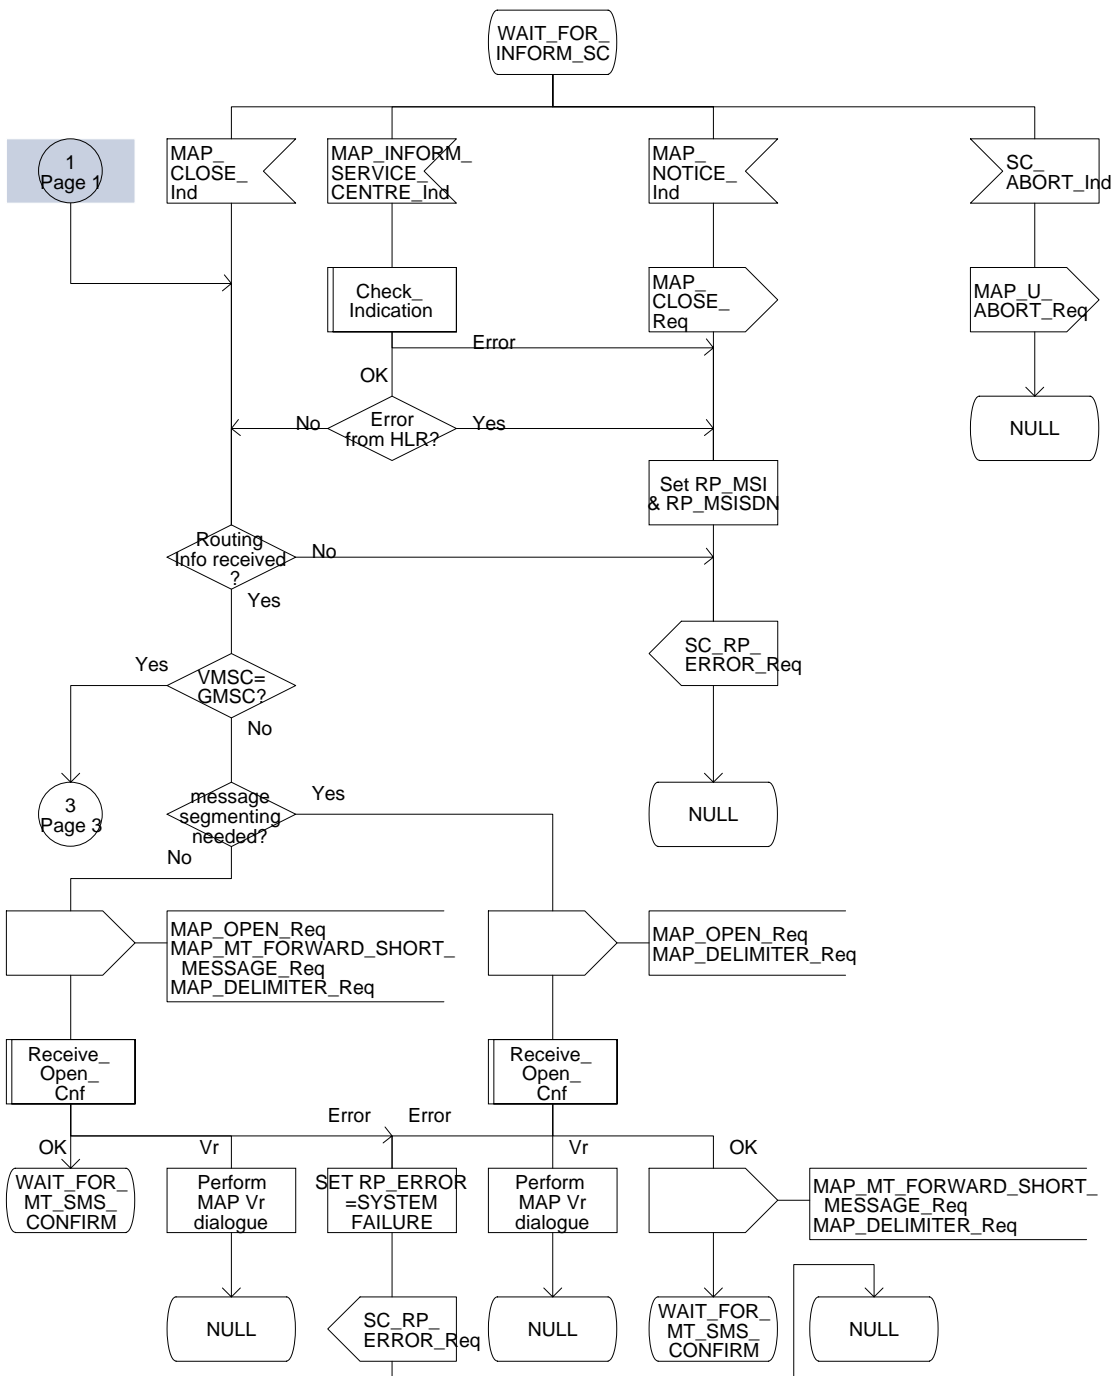 WAIT_FOR_
INFORM_SC
1
Page 1
MAP_
CLOSE_
Ind
MAP_INFORM_
SERVICE_
CENTRE_Ind
MAP_
NOTICE_
Ind
SC_
ABORT_Ind
Check_
Indication
MAP_
CLOSE_
Req
MAP_U_
ABORT_Req
Error
OK
No
Error
from HLR?
Yes
NULL
Set RP_MSI
& RP_MSISDN
Routing
Info received
?
No
Yes
SC_RP_
ERROR_Req
Yes
VMSC=
GMSC?
No
3
Page 3
message
segmenting
needed?
Yes
NULL
No
MAP_OPEN_Req
MAP_MT_FORWARD_SHORT_
MESSAGE_Req
MAP_DELIMITER_Req
MAP_OPEN_Req
MAP_DELIMITER_Req
Receive_
Open_
Cnf
Receive_
Open_
Cnf
Error
Error
OK
Vr
Vr
OK
WAIT_FOR_
MT_SMS_
CONFIRM
Perform
MAP Vr
dialogue
SET RP_ERROR
=SYSTEM
FAILURE
Perform
MAP Vr
dialogue
MAP_MT_FORWARD_SHORT_
MESSAGE_Req
MAP_DELIMITER_Req
NULL
SC_RP_
ERROR_Req
NULL
WAIT_FOR_
MT_SMS_
CONFIRM
NULL